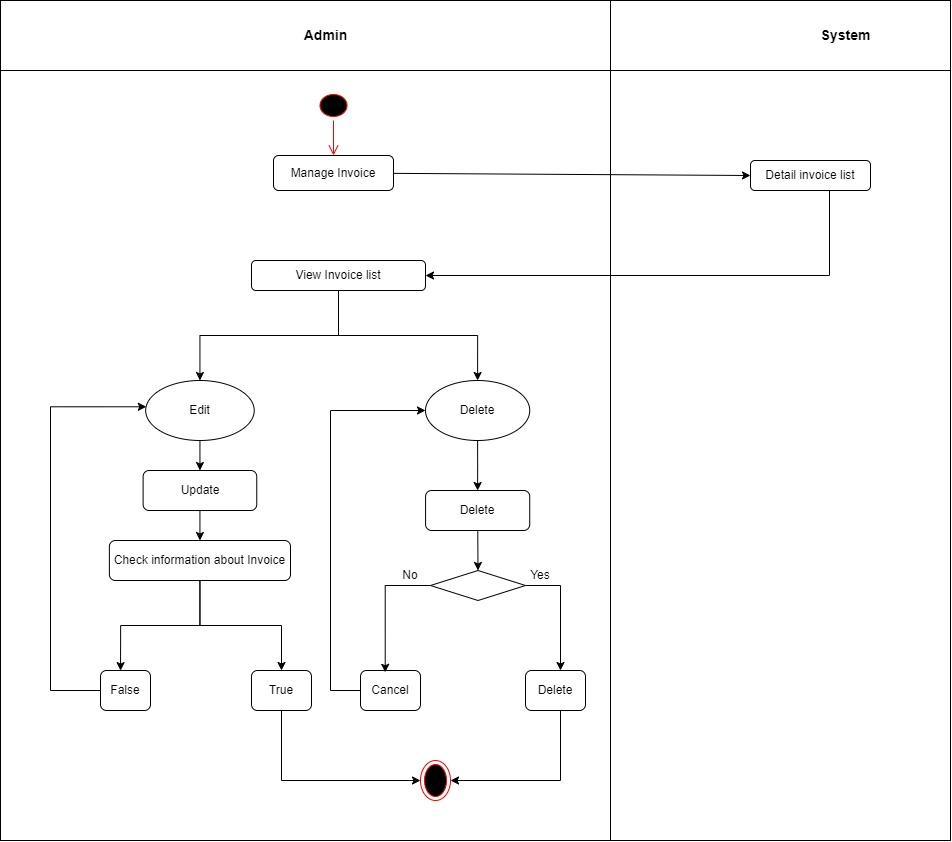 Admin
System
Manage Invoice
Detail invoice list
View Invoice list
Edit
Delete
Update
Delete
Check information about Invoice
No
Yes
False
True
Cancel
Delete